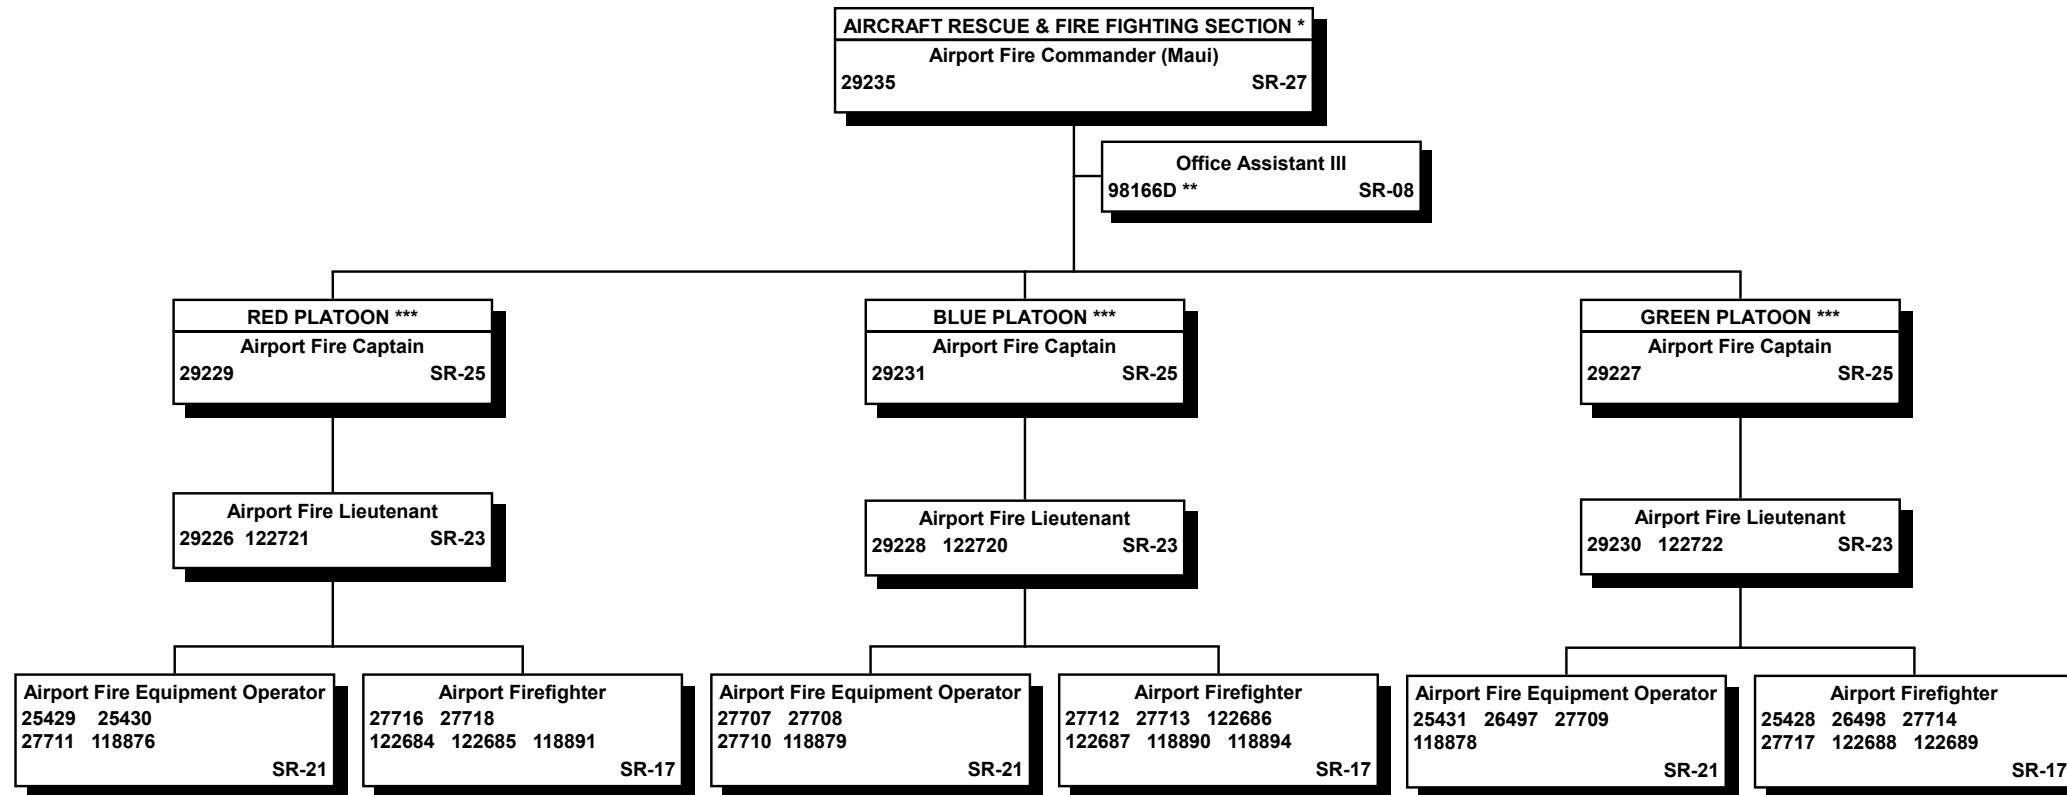 AIRCRAFT RESCUE & FIRE FIGHTING SECTION *
Airport Fire Commander (Maui)
29235 SR-27
Office Assistant III
98166D ** SR-08
RED PLATOON ***
Airport Fire Captain
29229 SR-25
BLUE PLATOON ***
Airport Fire Captain
29231 SR-25
GREEN PLATOON ***
Airport Fire Captain
29227 SR-25
Airport Fire Lieutenant
29226 122721 SR-23
Airport Fire Lieutenant
29228 122720 SR-23
Airport Fire Lieutenant
29230 122722 SR-23
Airport Fire Equipment Operator
25429 25430
27711 118876
SR-21
Airport Firefighter
27716 27718
122684 122685 118891
SR-17
Airport Fire Equipment Operator
27707 27708
27710 118879
SR-21
Airport Firefighter
27712 27713 122686
122687 118890 118894
SR-17
Airport Fire Equipment Operator
25431 26497 27709
118878
SR-21
Airport Firefighter
25428 26498 27714
27717 122688 122689
SR-17